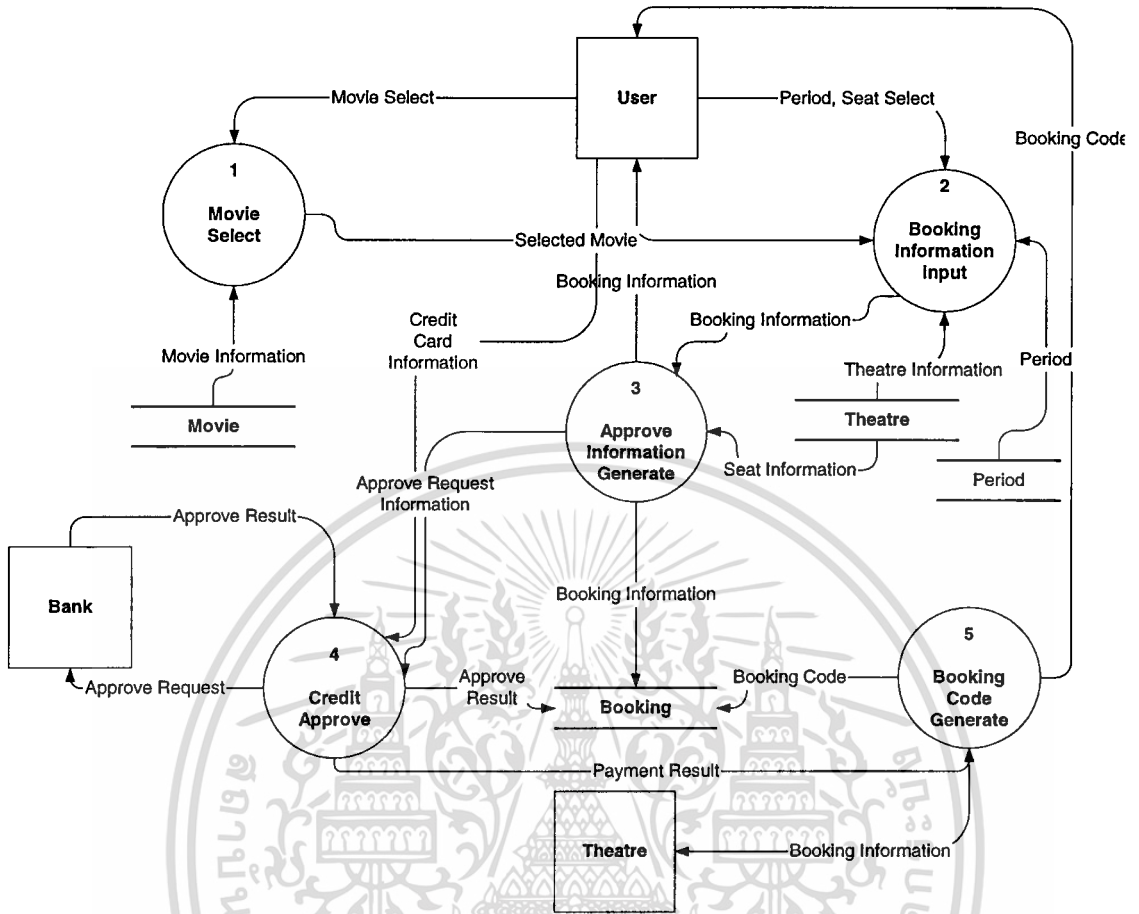 User
Movie Select
Period, Seat Select
Booking Code
1
Movie
Select
2
Booking
Information
Input
Selected Movie
Booking Information
Credit
Card
Information
Booking Information
Movie Information
Theatre Information
Period
Movie
3
Approve
Information
Generate
Theatre
Seat Information
Period
Approve Request
Information
Approve Result
Bank
Booking Information
4
Credit
Approve
5
Booking
Code
Generate
Approve Request
Approve
Result
Booking Code
Booking
Payment Result
Theatre
Booking Information